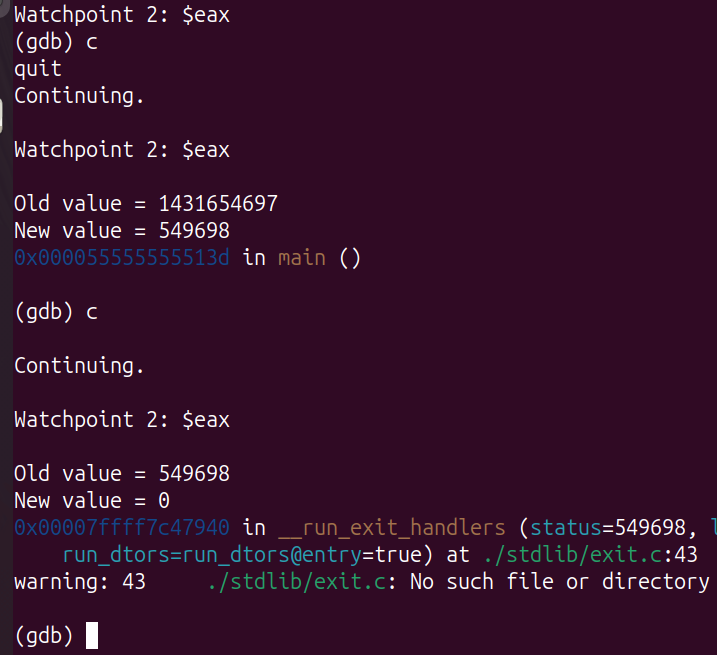 Watchpoint 2: $eax
(gdb) c
quit
Continuing.
Watchpoint 2: $eax
Old value = 1431654697
New value = 549698
0x000055555555513d in main ()
(gdb) c
Continuing.
Watchpoint 2: $eax
Old value = 549698
New value = 0
0x00007ffff7c47940 in __run_exit_handlers (status=549698, l
run_dtors=run_dtors@entry=true) at ./stdlib/exit.c:43
warning: 43 ./stdlib/exit.c: No such file or directory
(gdb)